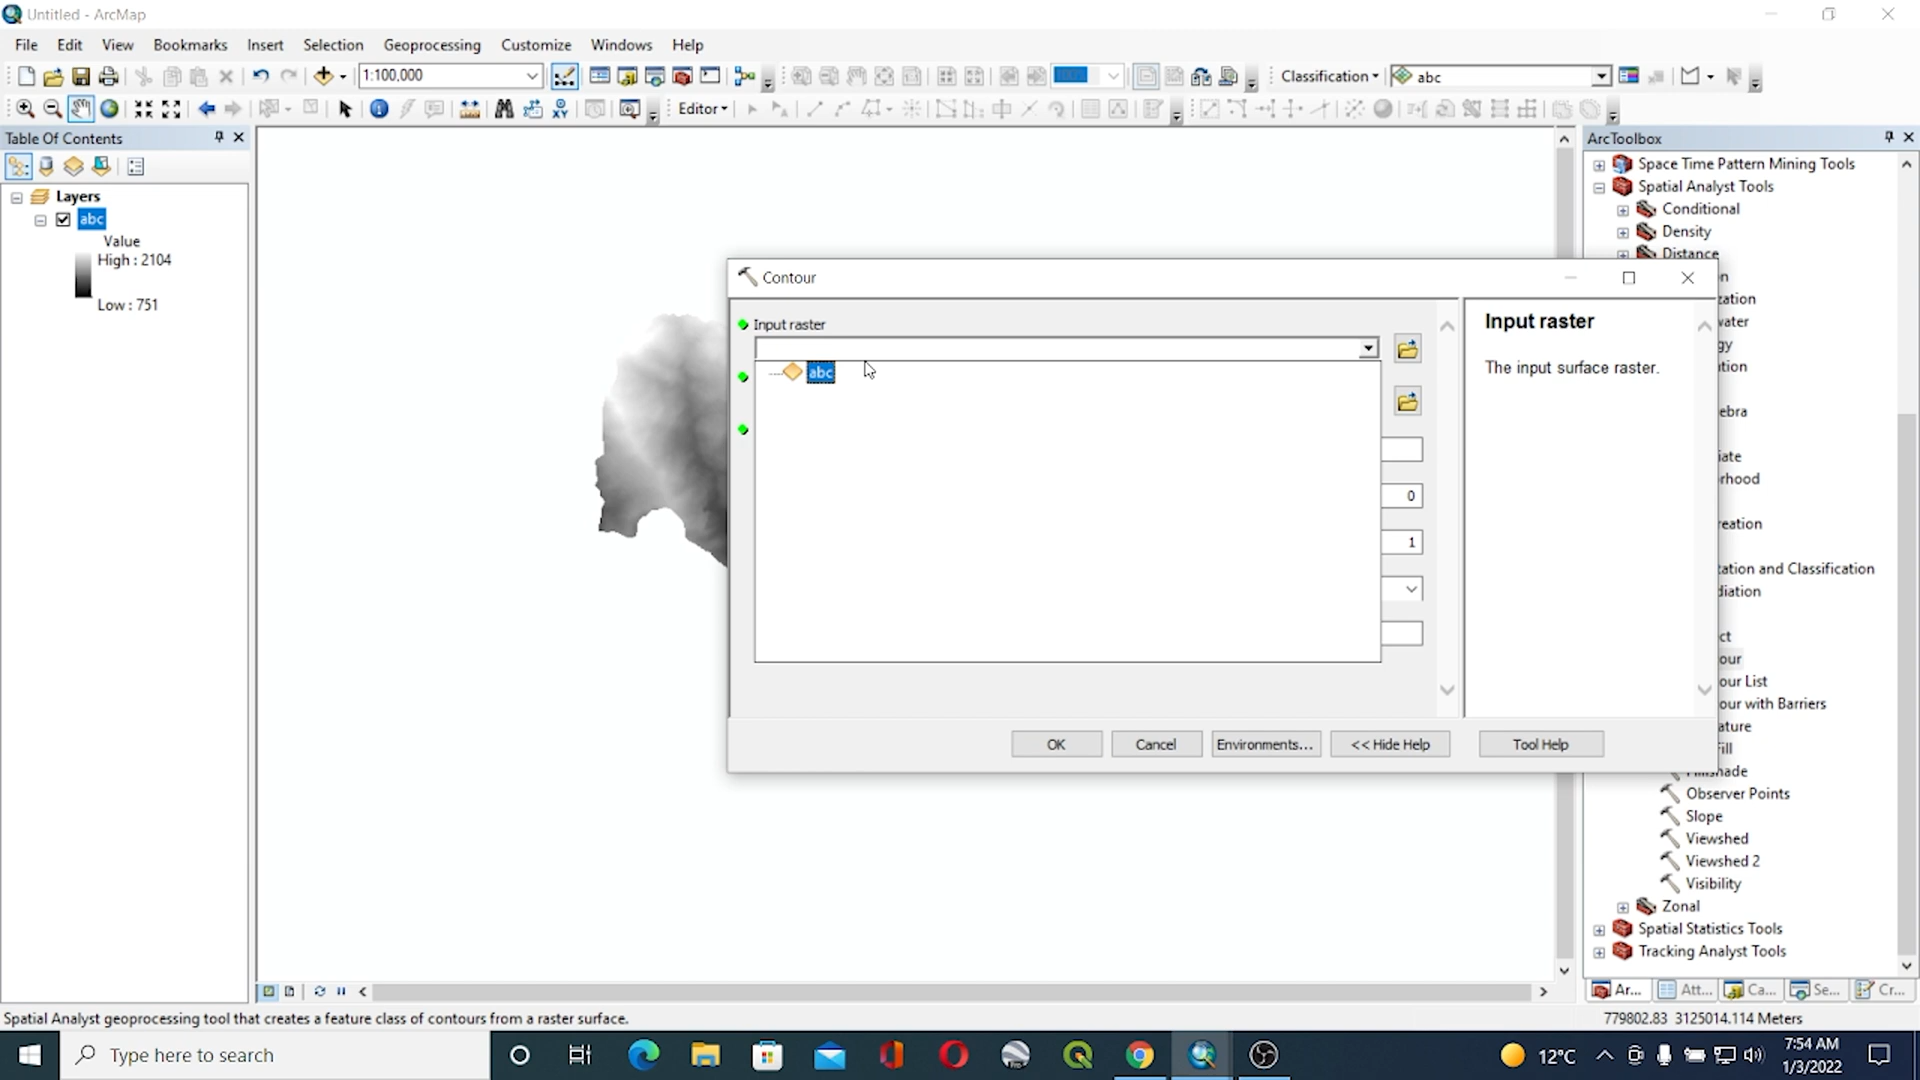 Untitled - ArcMap
File Edit View Bookmarks Insert Selection Geoprocessing Customize Windows Help
1:100,000
Classification
abc
Editor
Table Of Contents
Layers
abc
Value
High : 2104
Low : 751
Contour
Input raster
abc
0
1
OK
Cancel
Environments...
<< Hide Help
Tool Help
Input raster
The input surface raster.
ArcToolbox
Space Time Pattern Mining Tools
Spatial Analyst Tools
Conditional
Density
Distance
n
zation
water
gy
tion
ebra
iate
rhood
reation
tation and Classification
diation
ct
our
our List
our with Barriers
ature
ill
Hillshade
Observer Points
Slope
Viewshed
Viewshed 2
Visibility
Zonal
Spatial Statistics Tools
Tracking Analyst Tools
Ar...
Att...
Ca...
Se...
Cr...
Spatial Analyst geoprocessing tool that creates a feature class of contours from a raster surface.
779802.83 3125014.114 Meters
Type here to search
12°C
7:54 AM
1/3/2022